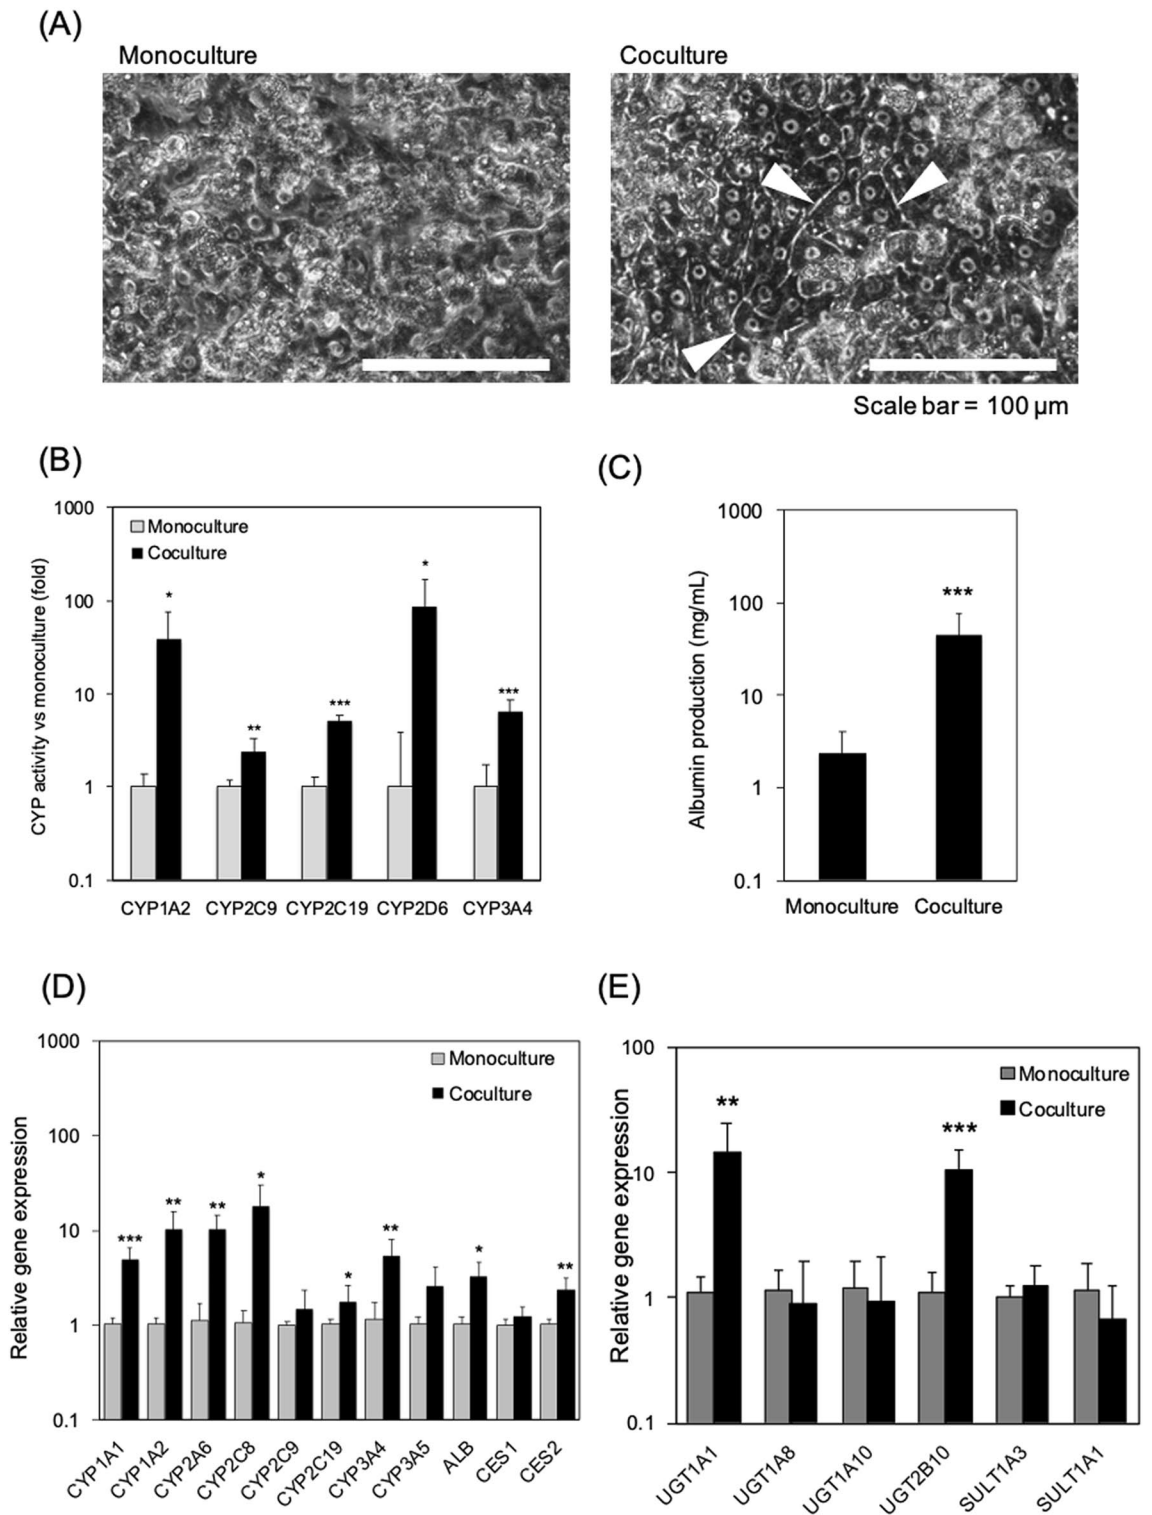 (A)
Monoculture
Coculture
Scale bar = 100 µm
(B)
CYP activity vs monoculture (fold)
1000
100
10
1
0.1
Monoculture
Coculture
*
**
***
*
***
CYP1A2 CYP2C9 CYP2C19 CYP2D6 CYP3A4
(C)
Albumin production (mg/mL)
1000
100
10
1
0.1
***
Monoculture Coculture
(D)
Relative gene expression
1000
100
10
1
0.1
Monoculture
Coculture
***
**
**
*
*
**
*
**
CYP1A1
CYP1A2
CYP2A6
CYP2C8
CYP2C9
CYP2C19
CYP3A4
CYP3A5
ALB
CES1
CES2
(E)
Relative gene expression
100
10
1
0.1
Monoculture
Coculture
**
***
UGT1A1
UGT1A8
UGT1A10
UGT2B10
SULT1A3
SULT1A1